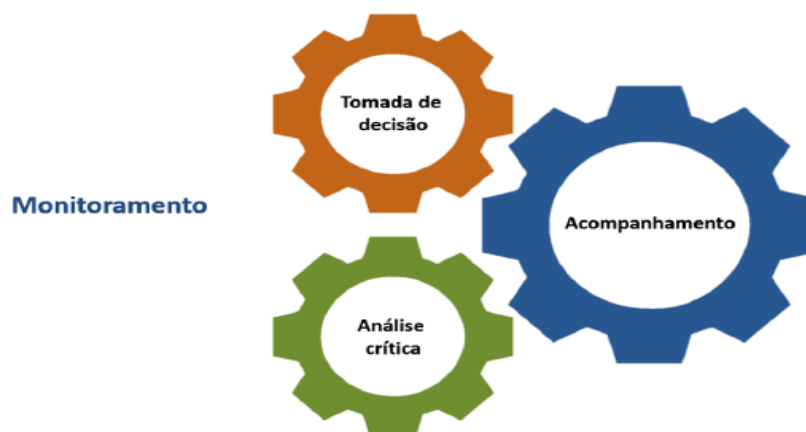 Tomada de
decisão
Monitoramento
Acompanhamento
Análise
crítica